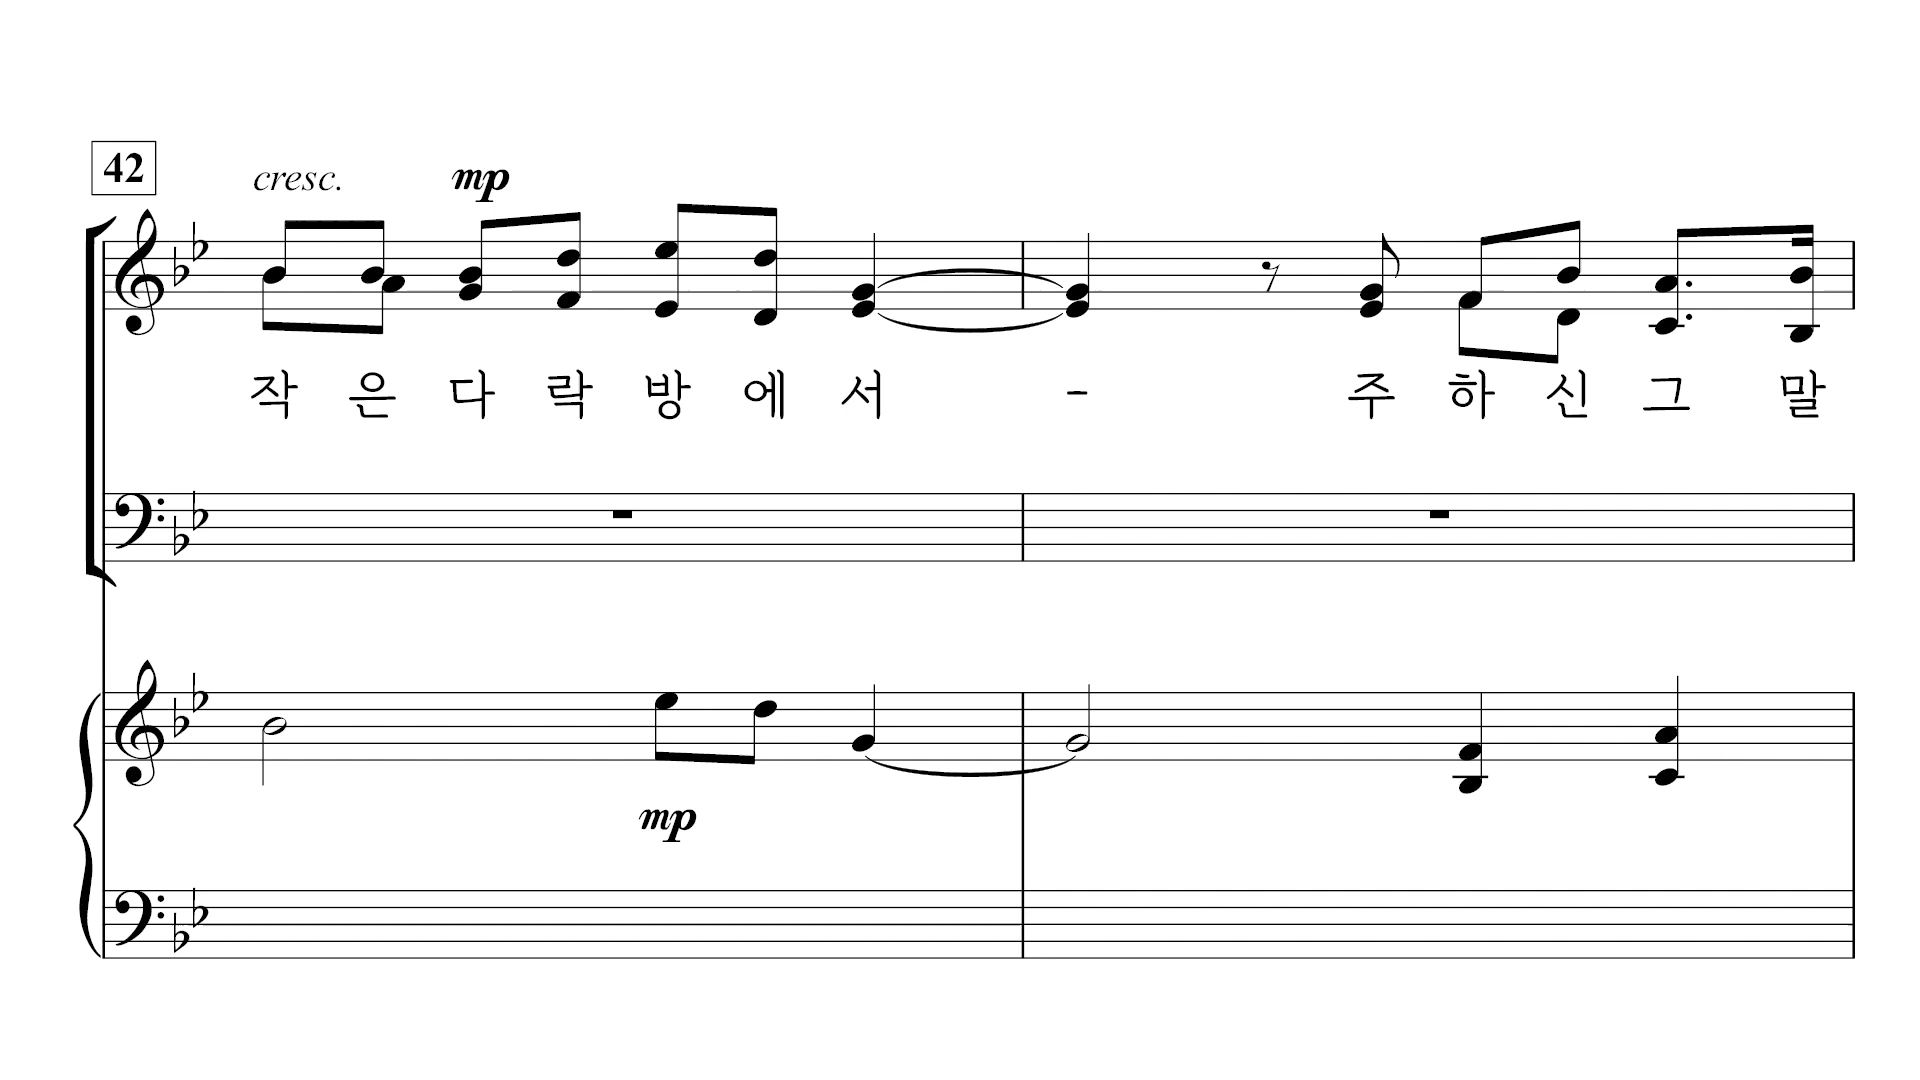 42
cresc. mp
작 은 다 락 방 에 서 - 주 하 신 그 말
mp